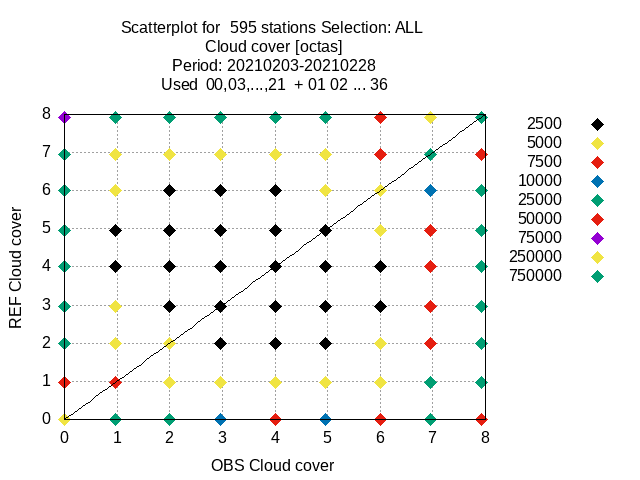 Scatterplot for  595 stations Selection: ALL
Cloud cover [octas]
Period: 20210203-20210228
Used  00,03,...,21  + 01 02 ... 36
8
7
6
5
4
3
2
1
0
REF Cloud cover
0 1 2 3 4 5 6 7 8
OBS Cloud cover
2500
5000
7500
10000
25000
50000
75000
250000
750000